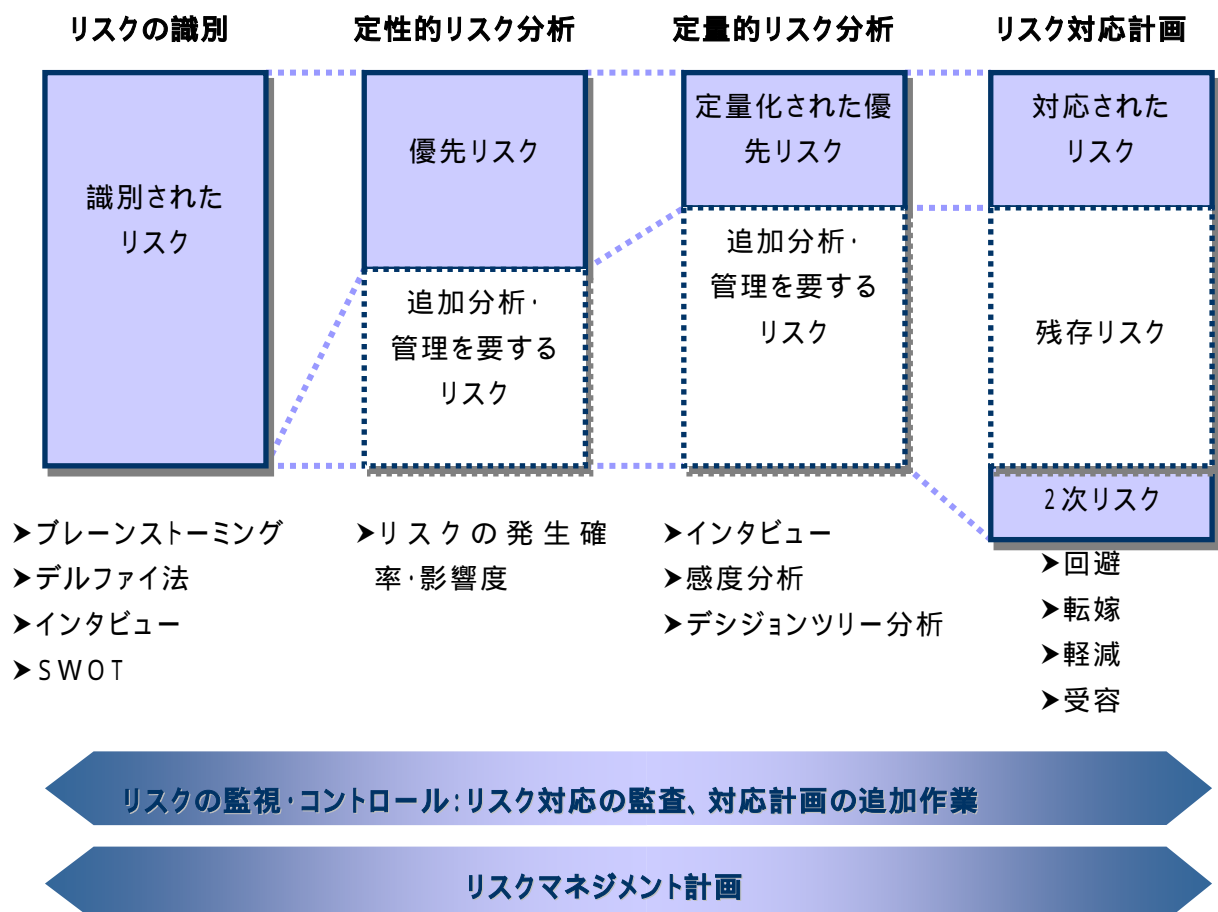 リスクの識別
定性的リスク分析
定量的リスク分析
リスク対応計画
識別された
リスク
優先リスク
追加分析・
管理を要する
リスク
定量化された優
先リスク
追加分析・
管理を要する
リスク
対応された
リスク
残存リスク
2次リスク
➤ブレーンストーミング
➤デルファイ法
➤インタビュー
➤SWOT
➤リスクの発生確
率・影響度
➤インタビュー
➤感度分析
➤デシジョンツリー分析
➤回避
➤転嫁
➤軽減
➤受容
リスクの監視・コントロール:リスク対応の監査、対応計画の追加作業
リスクマネジメント計画